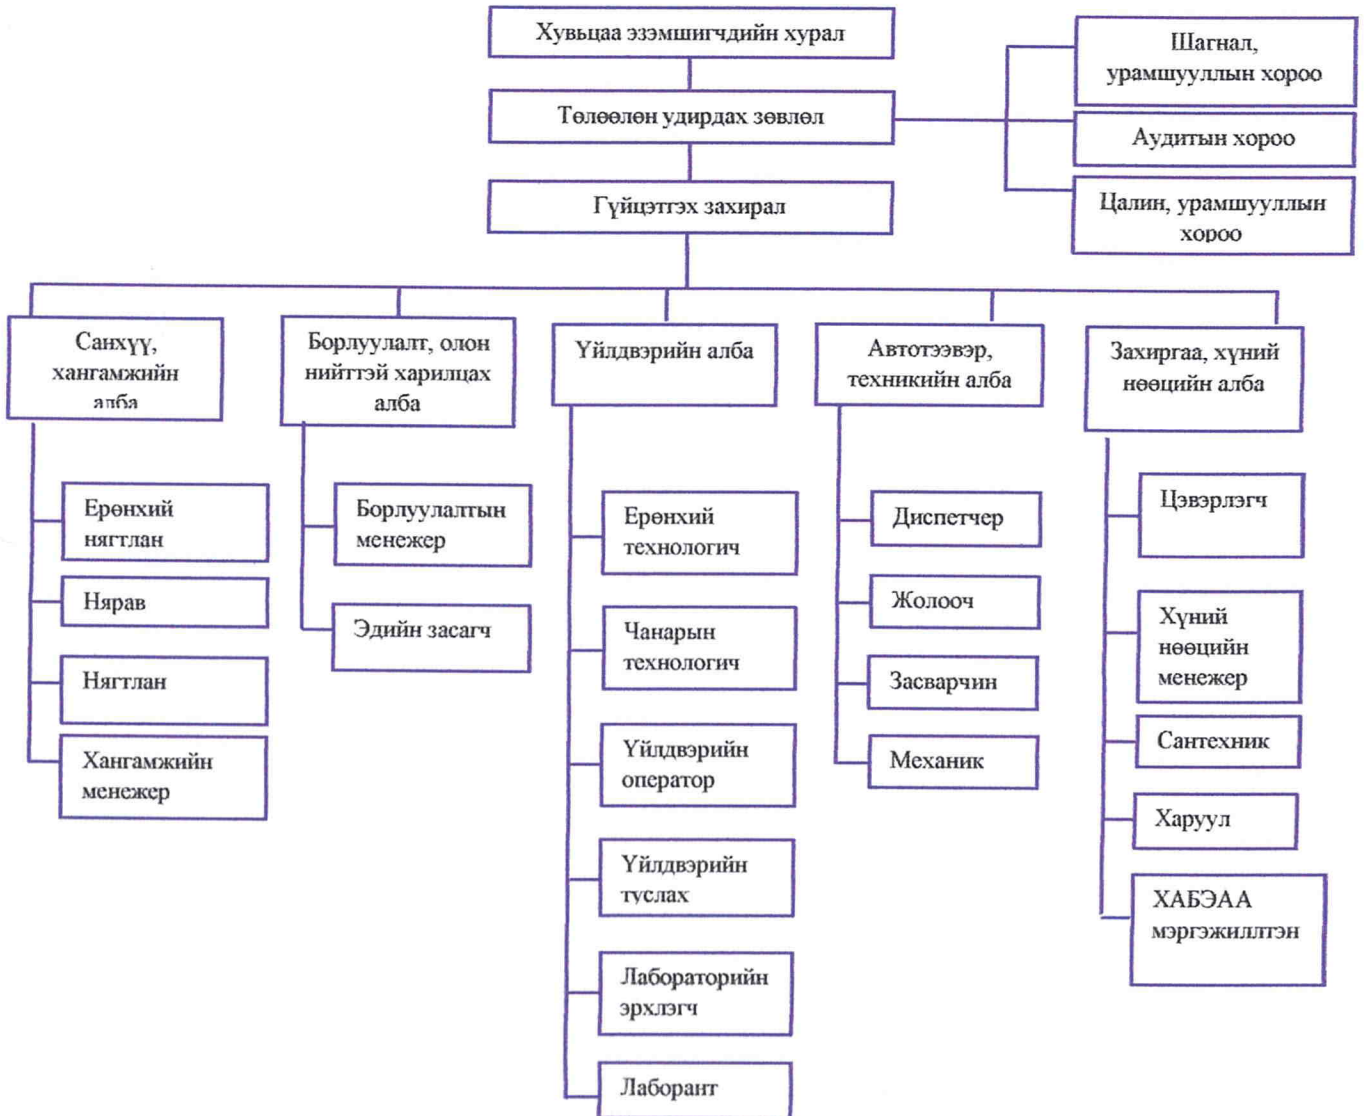 Хувьцаа эзэмшигчдийн хурал
Төлөөлөн удирдах зөвлөл
Гүйцэтгэх захирал
Шагнал,
урамшууллын хороо
Аудитын хороо
Цалин, урамшууллын
хороо
Санхүү,
хангамжийн
алба
Ерөнхий
нягтлан
Нярав
Нягтлан
Хангамжийн
менежер
Борлуулалт, олон
нийттэй харилцах
алба
Борлуулалтын
менежер
Эдийн засагч
Үйлдвэрийн алба
Ерөнхий
технологич
Чанарын
технологич
Үйлдвэрийн
оператор
Үйлдвэрийн
туслах
Лабораторийн
эрхлэгч
Лаборант
Автотээвэр,
техникийн алба
Диспетчер
Жолооч
Засварчин
Механик
Захиргаа, хүний
нөөцийн алба
Цэвэрлэгч
Хүний
нөөцийн
менежер
Сантехник
Харуул
ХАБЭАА
мэргэжиллтэн